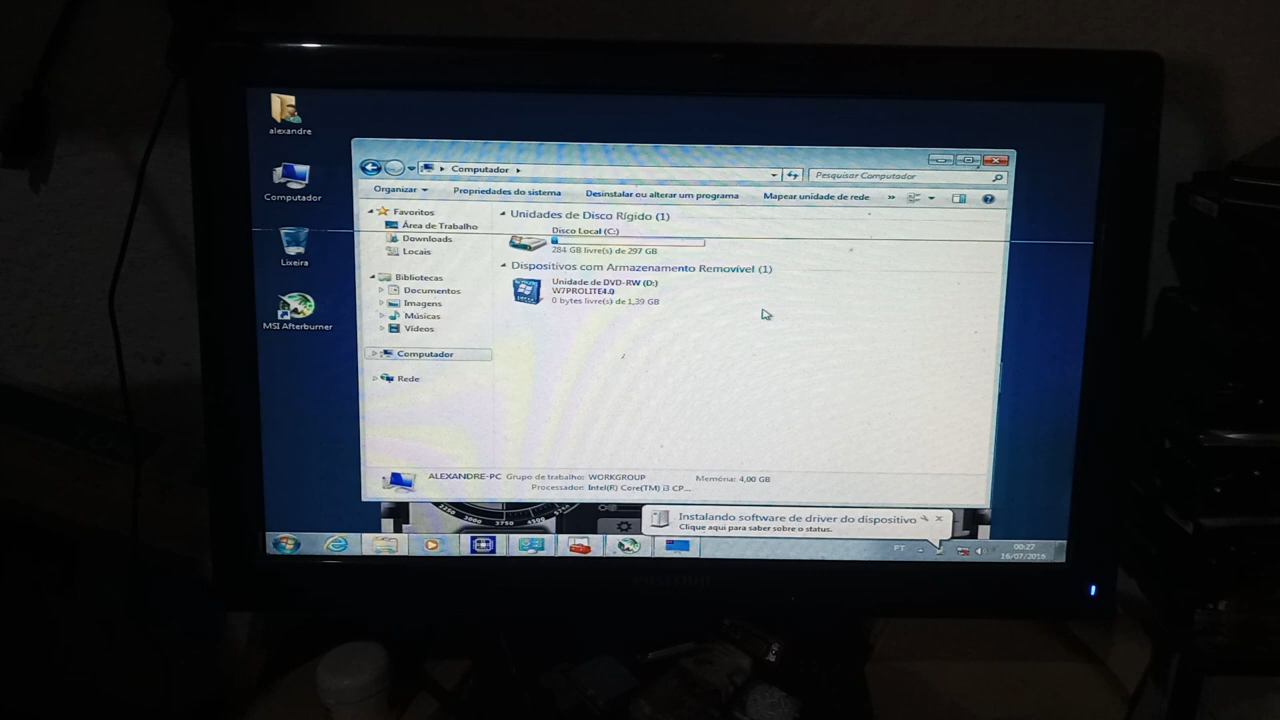 alexandre
Computador
Lixeira
MSI Afterburner
Computador
Pesquisar Computador
Organizar
Propriedades do sistema
Desinstalar ou alterar um programa
Mapear unidade de rede
»
Favoritos
Área de Trabalho
Downloads
Locais
Bibliotecas
Documentos
Imagens
Músicas
Vídeos
Computador
Rede
Unidades de Disco Rígido (1)
Disco Local (C:)
284 GB livre(s) de 297 GB
Dispositivos com Armazenamento Removível (1)
Unidade de DVD-RW (D:)
W7PROLITE4.0
0 bytes livre(s) de 1,39 GB
ALEXANDRE-PC Grupo de trabalho: WORKGROUP Memória: 4,00 GB
Processador: Intel(R) Core(TM) i3 CP...
2250 3000 3750 4500
Instalando software de driver do dispositivo
Clique aqui para saber sobre o status.
PT
00:27